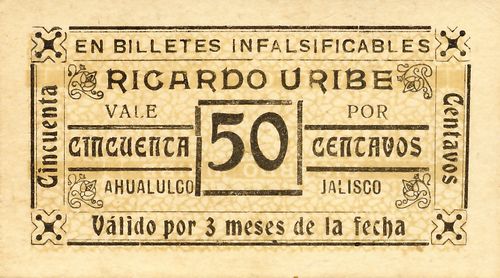 EN BILLETES INFALSIFICABLES
RICARDO URIBE
VALE POR
CINCUENTA 50 CENTAVOS
AHUALULCO JALISCO
Válido por 3 meses de la fecha
Cincuenta
Centavos